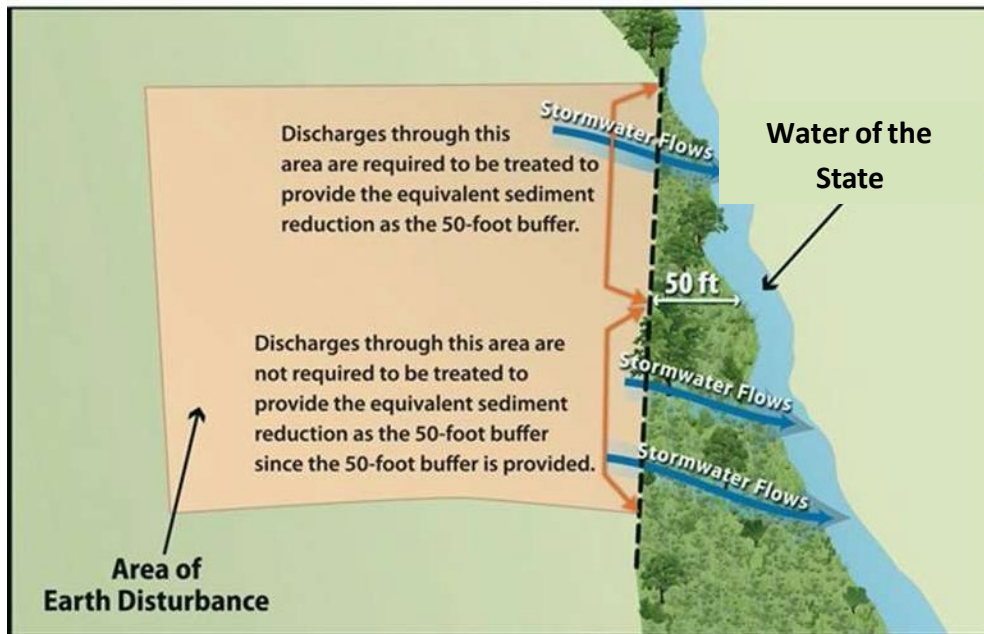 Stormwater Flows
Water of the
State
Discharges through this
area are required to be treated to
provide the equivalent sediment
reduction as the 50-foot buffer.
50 ft
Discharges through this area are
not required to be treated to
provide the equivalent sediment
reduction as the 50-foot buffer
since the 50-foot buffer is provided.
Stormwater Flows
Stormwater Flows
Area of
Earth Disturbance